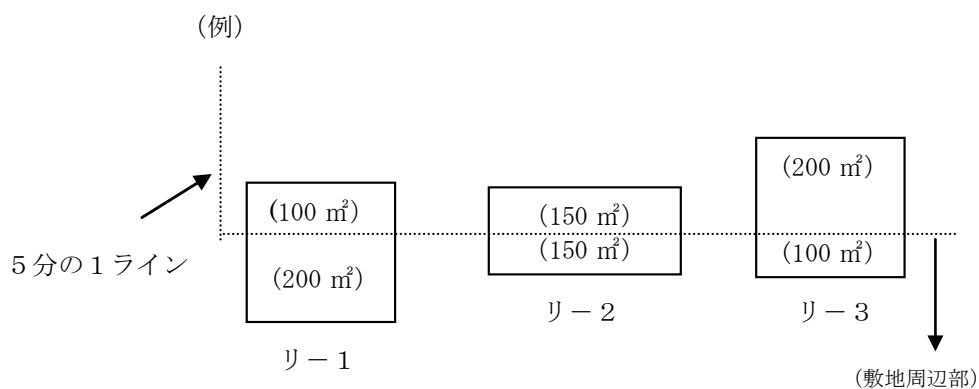 (例)
(100 ㎡)
(200 ㎡)
(150 ㎡)
(150 ㎡)
(200 ㎡)
(100 ㎡)
５分の１ライン
リ－１
リ－２
リ－３
(敷地周辺部)